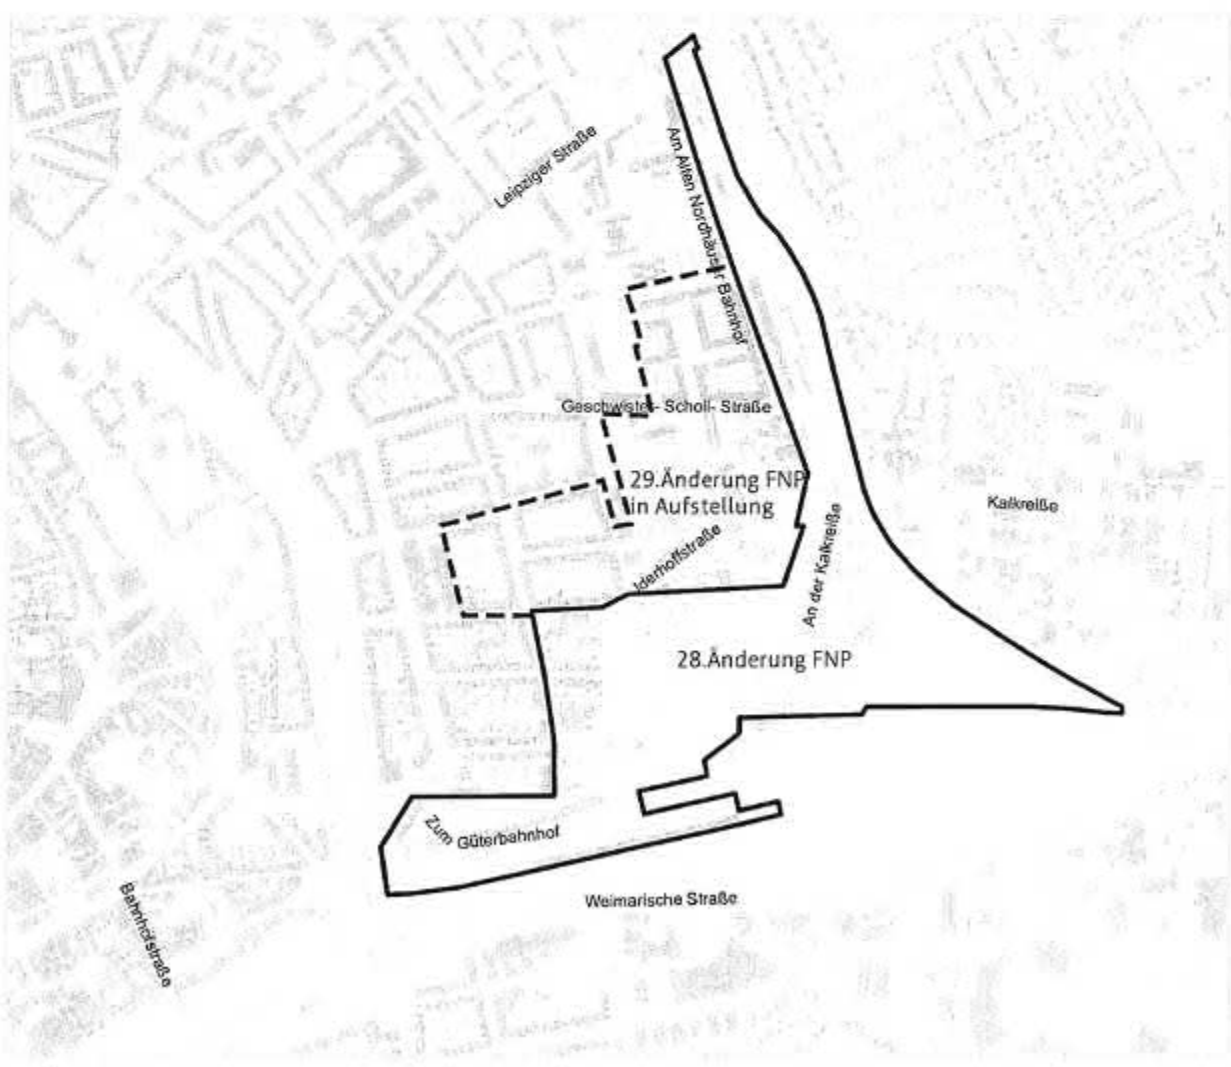 Leipziger Straße
Am Alten Nordhäuser Bahnhof
Geschwister- Scholl- Straße
29.Änderung FNP
in Aufstellung
Kalkreiße
Iderhoffstraße
An der Kalkreiße
28.Änderung FNP
Zum
Güterbahnhof
Weimarische Straße
Bahnhofstraße